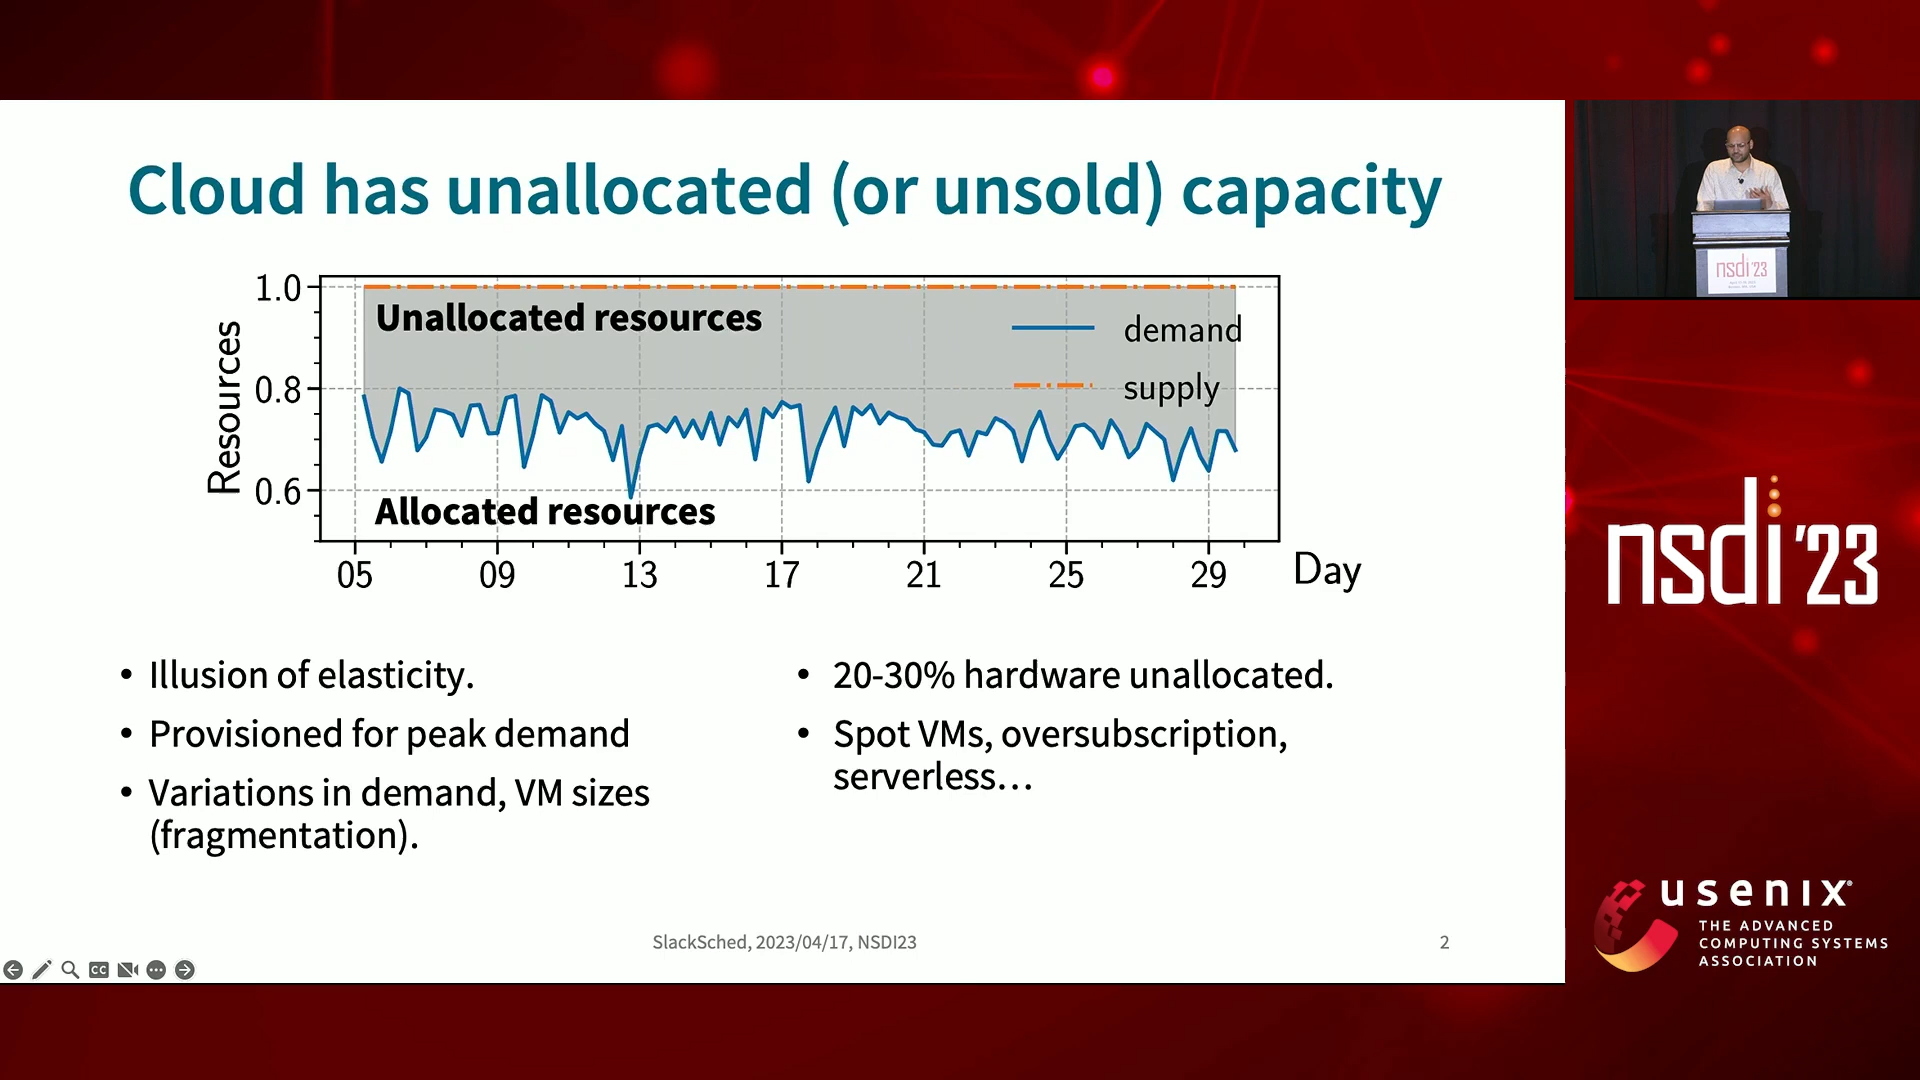 Cloud has unallocated (or unsold) capacity
1.0
0.8
0.6
Resources
Unallocated resources
demand
supply
Allocated resources
05 09 13 17 21 25 29
Day
• Illusion of elasticity.
• Provisioned for peak demand
• Variations in demand, VM sizes
(fragmentation).
• 20-30% hardware unallocated.
• Spot VMs, oversubscription,
serverless…
SlackSched, 2023/04/17, NSDI23
2
CC
nsdi'23
nsdi'23
usenix®
THE ADVANCED
COMPUTING SYSTEMS
ASSOCIATION